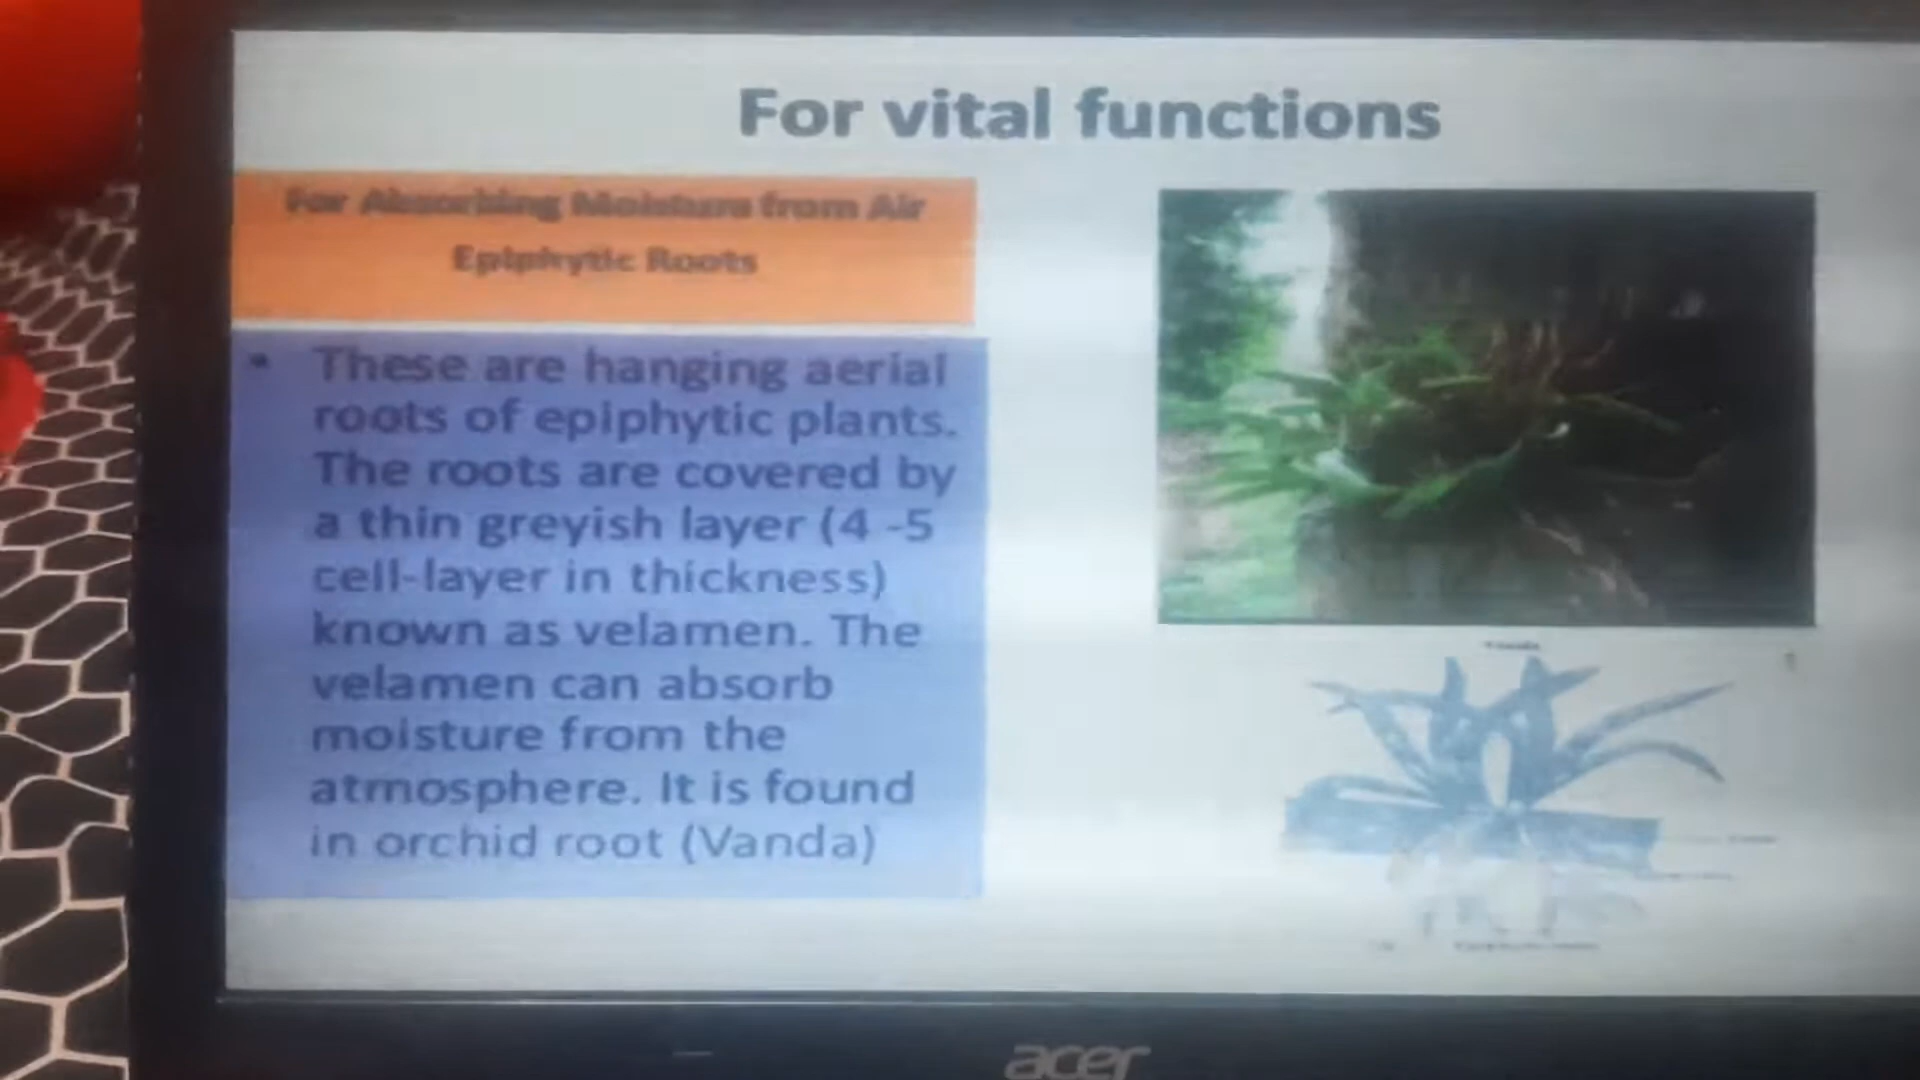 For vital functions
For Absorbing Moisture from Air
Epiphytic Roots
• These are hanging aerial
roots of epiphytic plants.
The roots are covered by
a thin greyish layer (4 -5
cell-layer in thickness)
known as velamen. The
velamen can absorb
moisture from the
atmosphere. It is found
in orchid root (Vanda)
acer